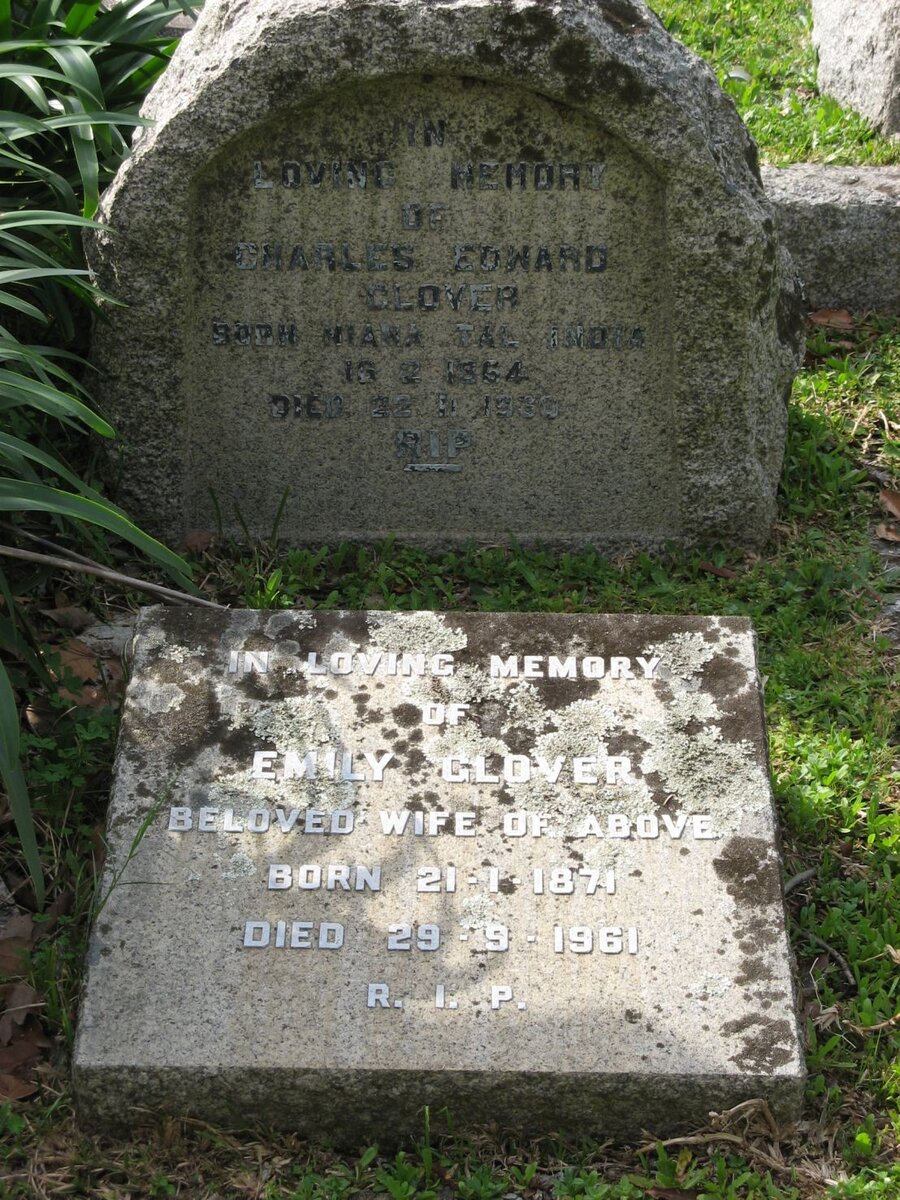 IN
LOVING MEMORY
OF
CHARLES EDWARD
GLOVER
BORN NIANA TAL INDIA
16 2 1864
DIED 22 11 1930
RIP
IN LOVING MEMORY
OF
EMILY GLOVER
BELOVED WIFE OF ABOVE
BORN 21-1-1871
DIED 29-9-1961
R. I. P.